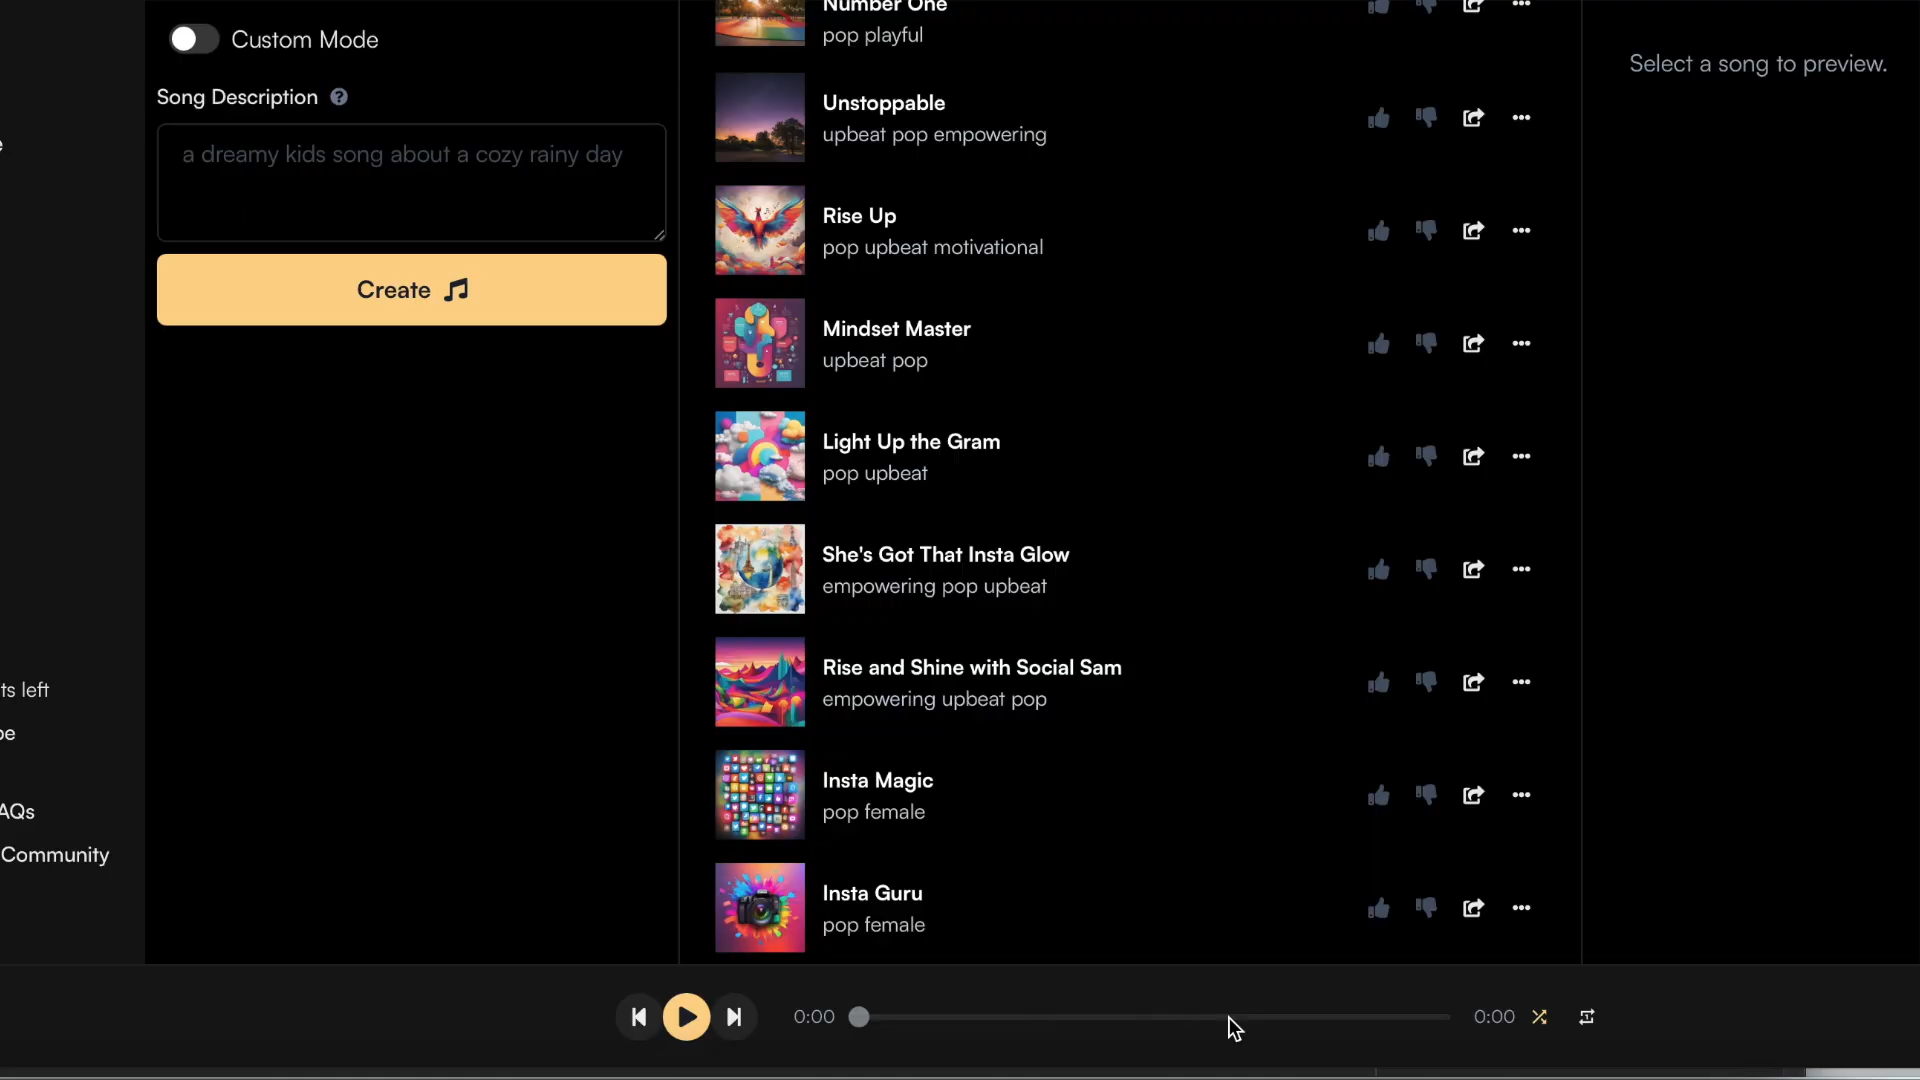 Custom Mode
Song Description
a dreamy kids song about a cozy rainy day
Create
ts left
AQs
Community
Number One
pop playful
Unstoppable
upbeat pop empowering
Rise Up
pop upbeat motivational
Mindset Master
upbeat pop
Light Up the Gram
pop upbeat
She's Got That Insta Glow
empowering pop upbeat
Rise and Shine with Social Sam
empowering upbeat pop
Insta Magic
pop female
Insta Guru
pop female
Select a song to preview.
0:00
0:00